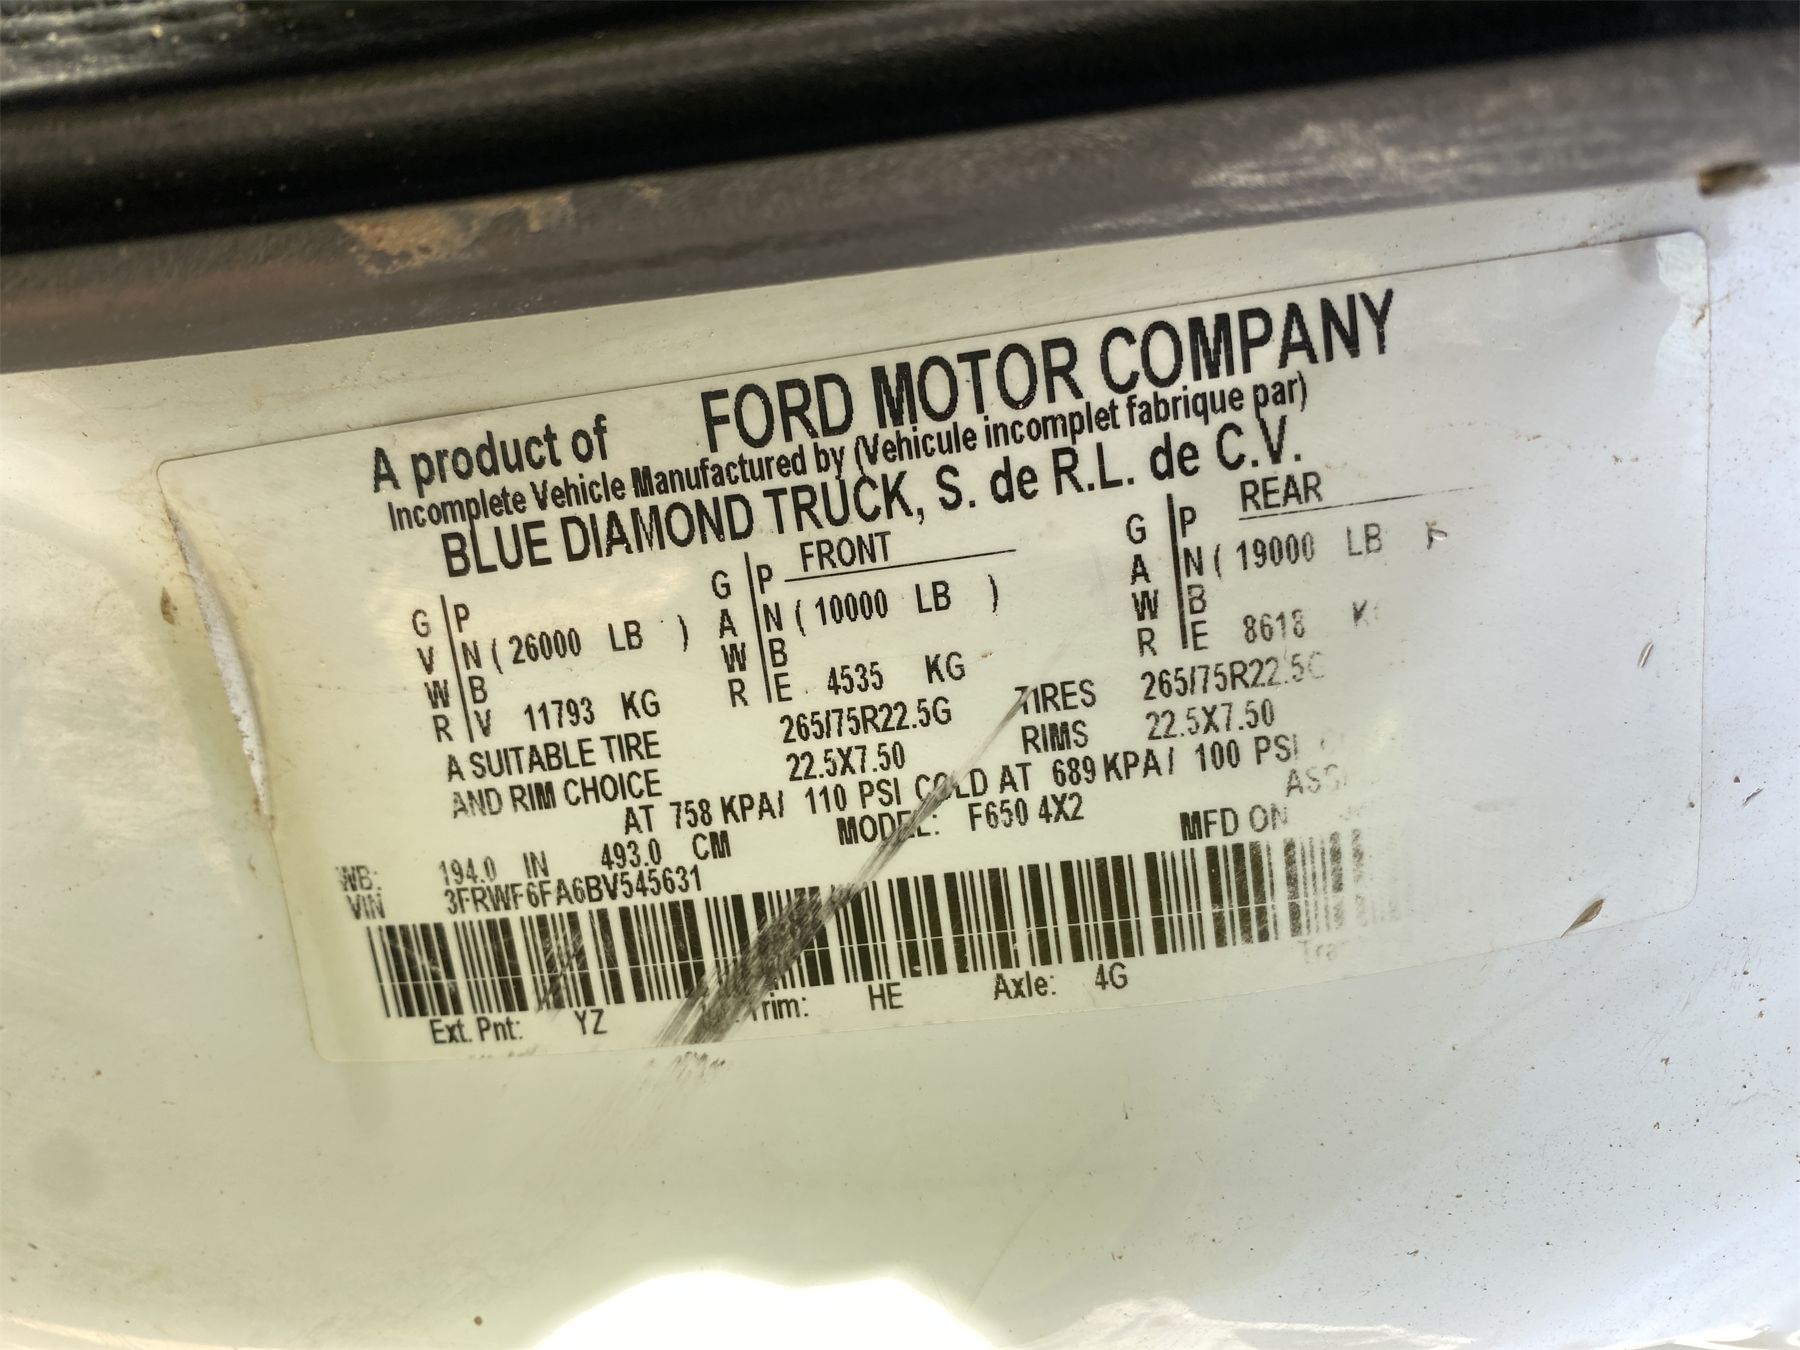 A product of FORD MOTOR COMPANY
Incomplete Vehicle Manufactured by (Vehicule incomplet fabrique par)
BLUE DIAMOND TRUCK, S. de R.L. de C.V.
FRONT REAR
G P G P G P
V N ( 26000 LB ) A N ( 10000 LB ) A N ( 19000 LB
W B W B W B
R V 11793 KG R E 4535 KG R E 8618
A SUITABLE TIRE 265/75R22.5G TIRES 265/75R22.5G
AND RIM CHOICE 22.5X7.50 RIMS 22.5X7.50
AT 758 KPA/ 110 PSI COLD AT 689 KPA/ 100 PSI
WB: 194.0 IN 493.0 CM MODEL: F650 4X2
VIN 3FRWF6FA6BV545631 MFD ON
Ext. Pnt: YZ Trim: HE Axle: 4G